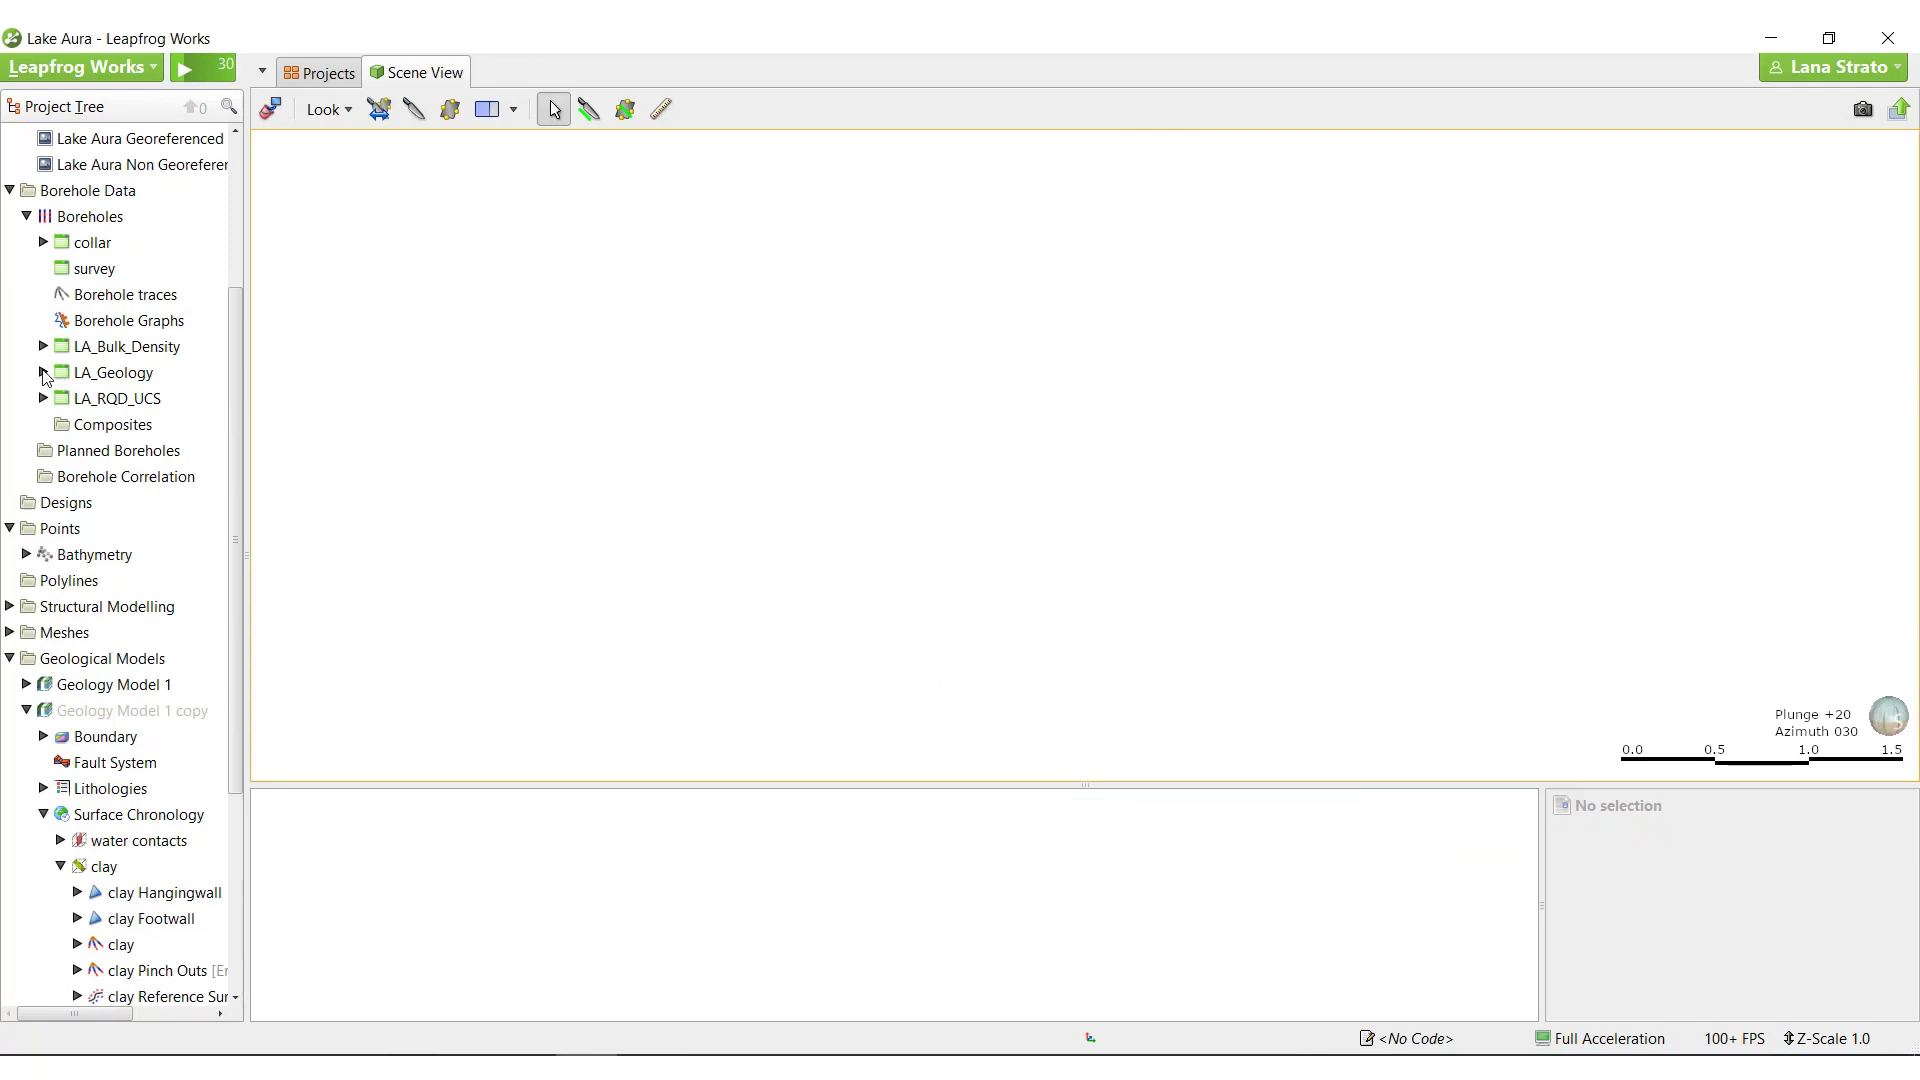 Lake Aura - Leapfrog Works
Leapfrog Works
30
Projects
Scene View
Lana Strato
Project Tree
0
Look
Lake Aura Georeferenced
Lake Aura Non Georeferer
Borehole Data
Boreholes
collar
survey
Borehole traces
Borehole Graphs
LA_Bulk_Density
LA_Geology
LA_RQD_UCS
Composites
Planned Boreholes
Borehole Correlation
Designs
Points
Bathymetry
Polylines
Structural Modelling
Meshes
Geological Models
Geology Model 1
Geology Model 1 copy
Boundary
Fault System
Lithologies
Surface Chronology
water contacts
clay
clay Hangingwall
clay Footwall
clay
clay Pinch Outs [Er
clay Reference Sur
Plunge +20
Azimuth 030
0.0 0.5 1.0 1.5
S
No selection
<No Code>
Full Acceleration
100+ FPS
Z-Scale 1.0